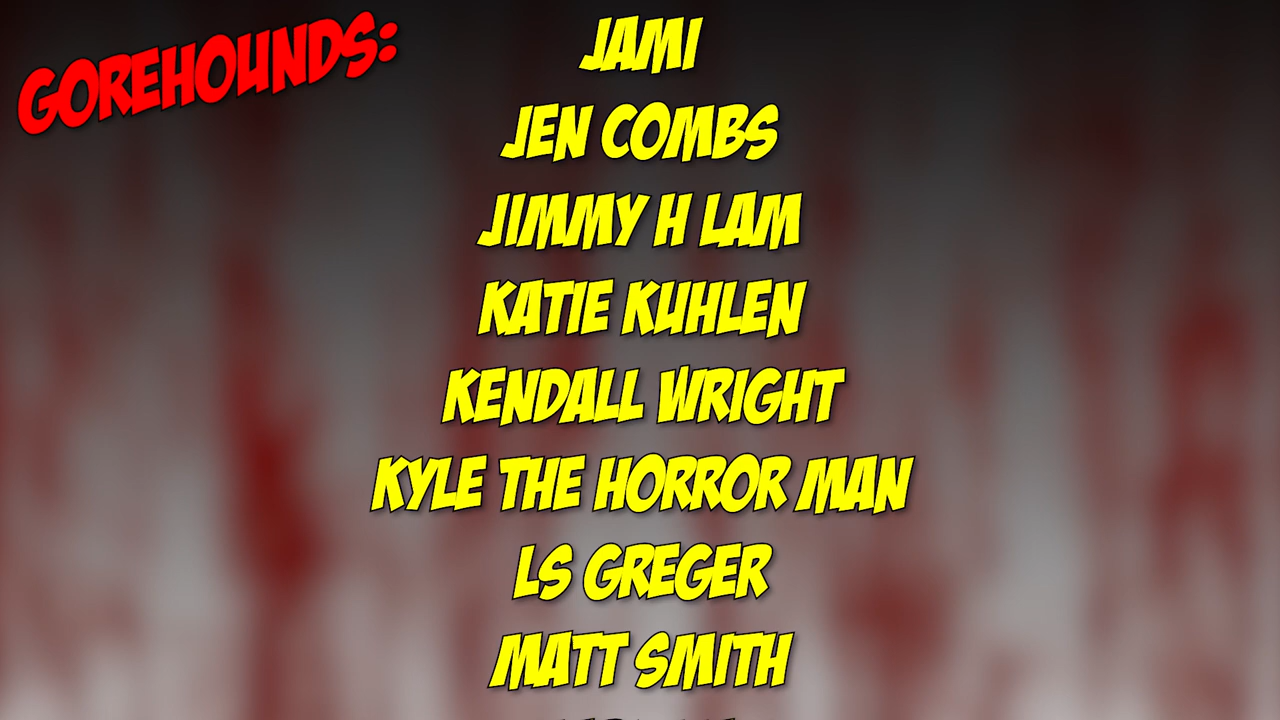 GOREHOUNDS:
JAMI
JEN COMBS
JIMMY H LAM
KATIE KUHLEN
KENDALL WRIGHT
KYLE THE HORROR MAN
LS GREGER
MATT SMITH